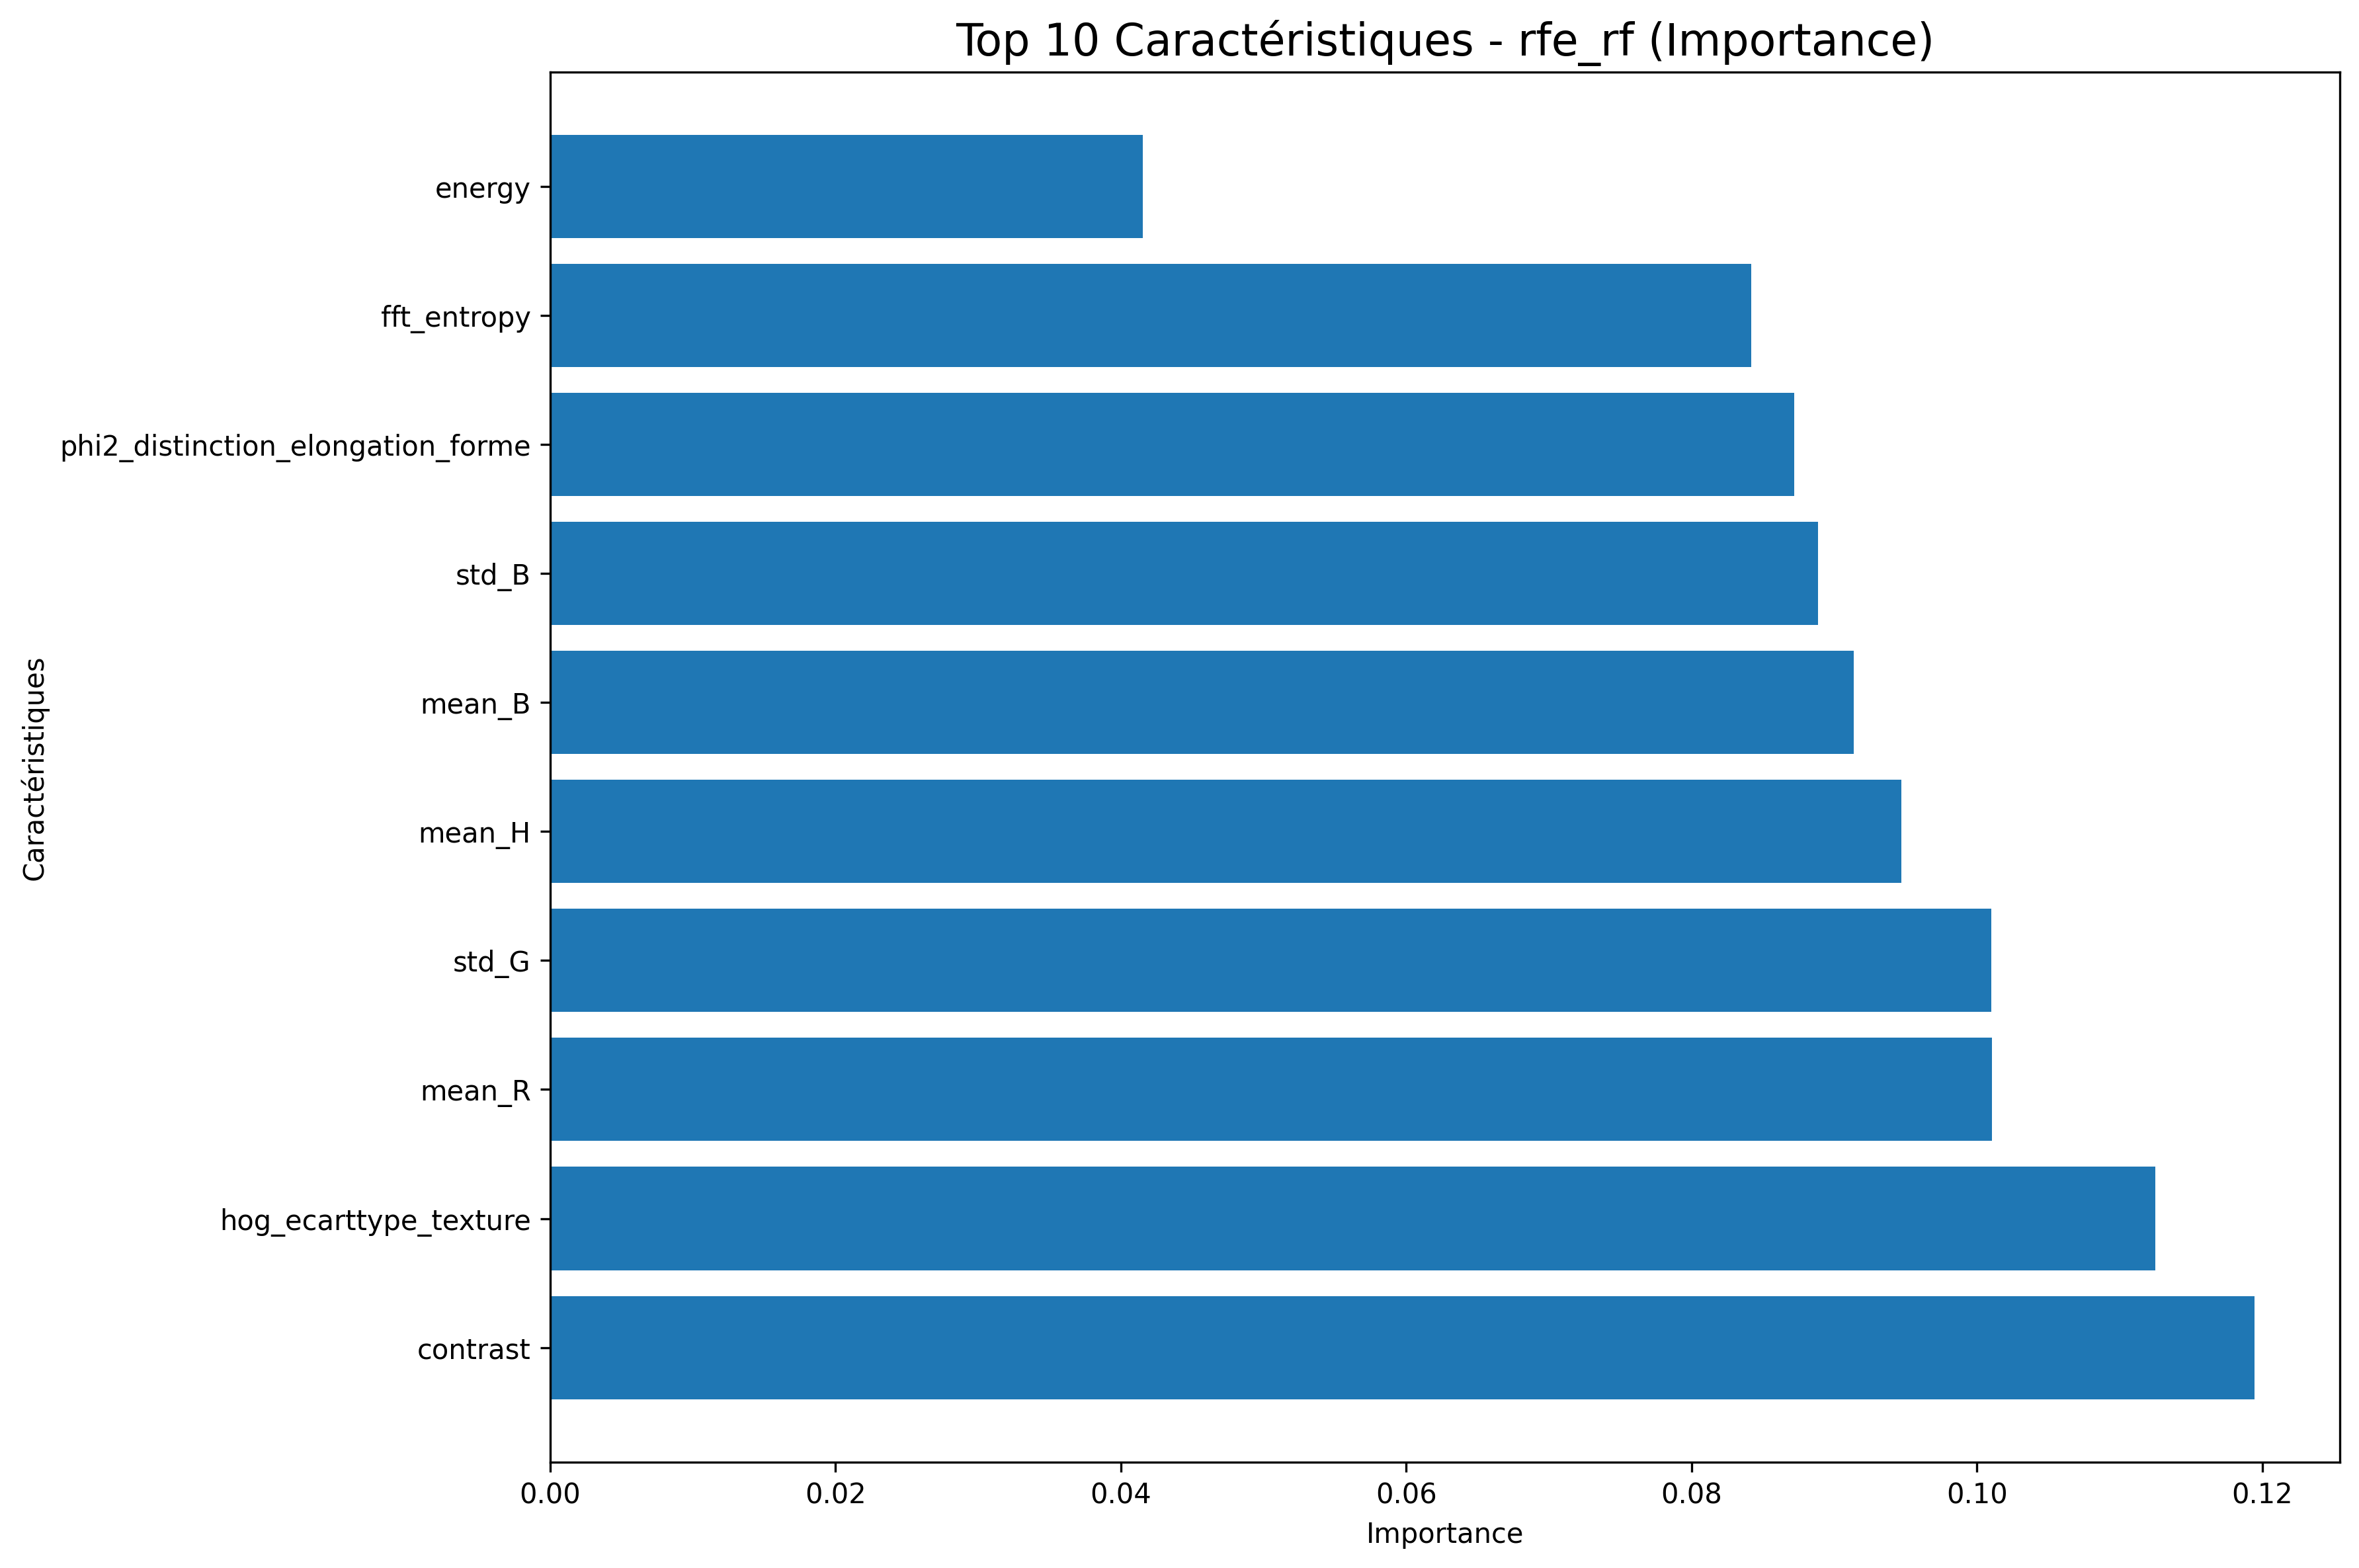 Top 10 Caractéristiques - rfe_rf (Importance)
Caractéristiques
energy
fft_entropy
phi2_distinction_elongation_forme
std_B
mean_B
mean_H
std_G
mean_R
hog_ecarttype_texture
contrast
0.00 0.02 0.04 0.06 0.08 0.10 0.12
Importance